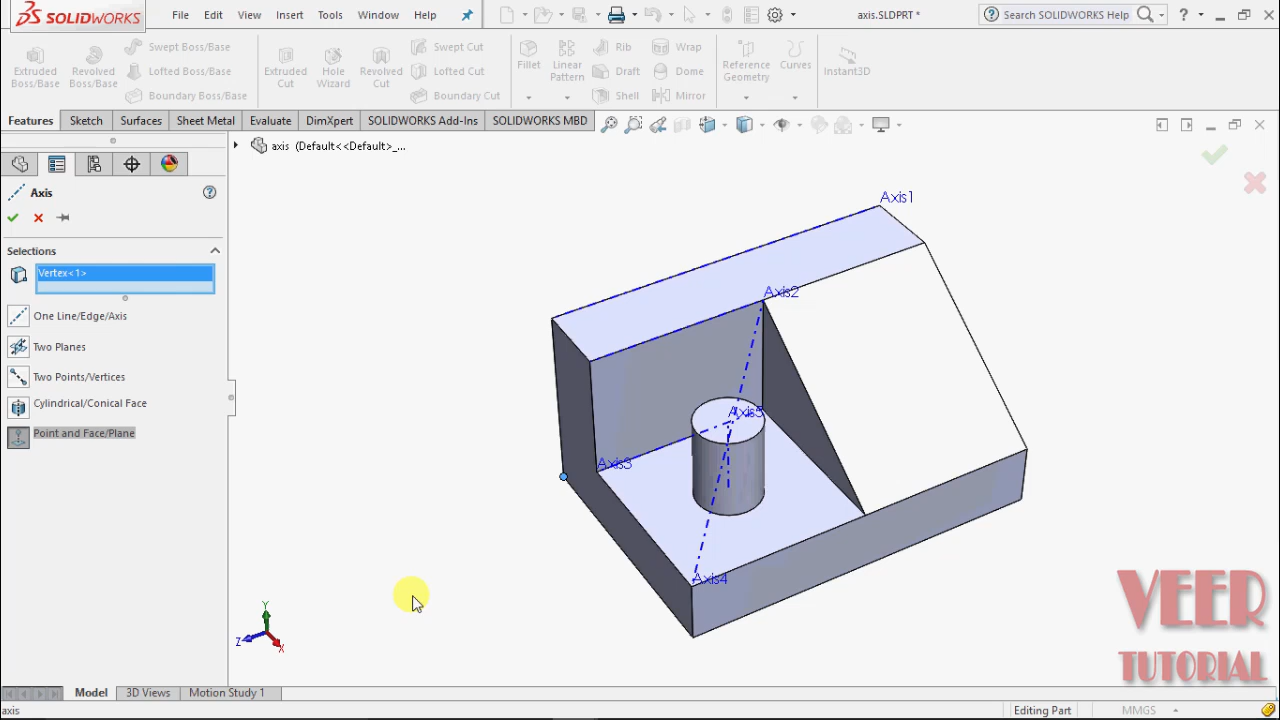 SOLIDWORKS File Edit View Insert Tools Window Help axis.SLDPRT * Search SOLIDWORKS Help ?
Extruded Boss/Base Revolved Boss/Base Swept Boss/Base Lofted Boss/Base Boundary Boss/Base Extruded Cut Hole Wizard Revolved Cut Swept Cut Lofted Cut Boundary Cut Fillet Linear Pattern Rib Draft Shell Wrap Dome Mirror Reference Geometry Curves Instant3D
Features Sketch Surfaces Sheet Metal Evaluate DimXpert SOLIDWORKS Add-Ins SOLIDWORKS MBD
axis (Default<<Default>_...
Axis
Selections
Vertex<1>
One Line/Edge/Axis
Two Planes
Two Points/Vertices
Cylindrical/Conical Face
Point and Face/Plane
Axis1
Axis2
Axis5
Axis3
Axis4
Y
Z
X
VEER
TUTORIAL
Model 3D Views Motion Study 1
axis Editing Part MMGS